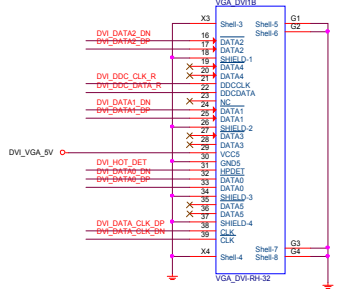 VGA_DVI1B
X3 Shell-3 Shell-5 G1
Shell-6 G2
DVI_DATA2_DN 16 DATA2
DVI_DATA2_DP 17 DATA2
18 SHIELD-1
19 DATA4
20 DATA4
DVI_DDC_CLK_R 21 DDCCLK
DVI_DDC_DATA_R 22 DDCDATA
23 NC
DVI_DATA1_DN 24 DATA1
DVI_DATA1_DP 25 DATA1
26 SHIELD-2
27 DATA3
28 DATA3
DVI_VGA_5V 29 VCC5
30 GND5
DVI_HOT_DET 31 HPDET
DVI_DATA0_DN 32 DATA0
DVI_DATA0_DP 33 DATA0
34 SHIELD-3
35 DATA5
36 DATA5
37 SHIELD-4
DVI_DATA_CLK_DP 38 CLK
DVI_DATA_CLK_DN 39 CLK
Shell-7 G3
X4 Shell-4 Shell-8 G4
VGA_DVI-RH-32